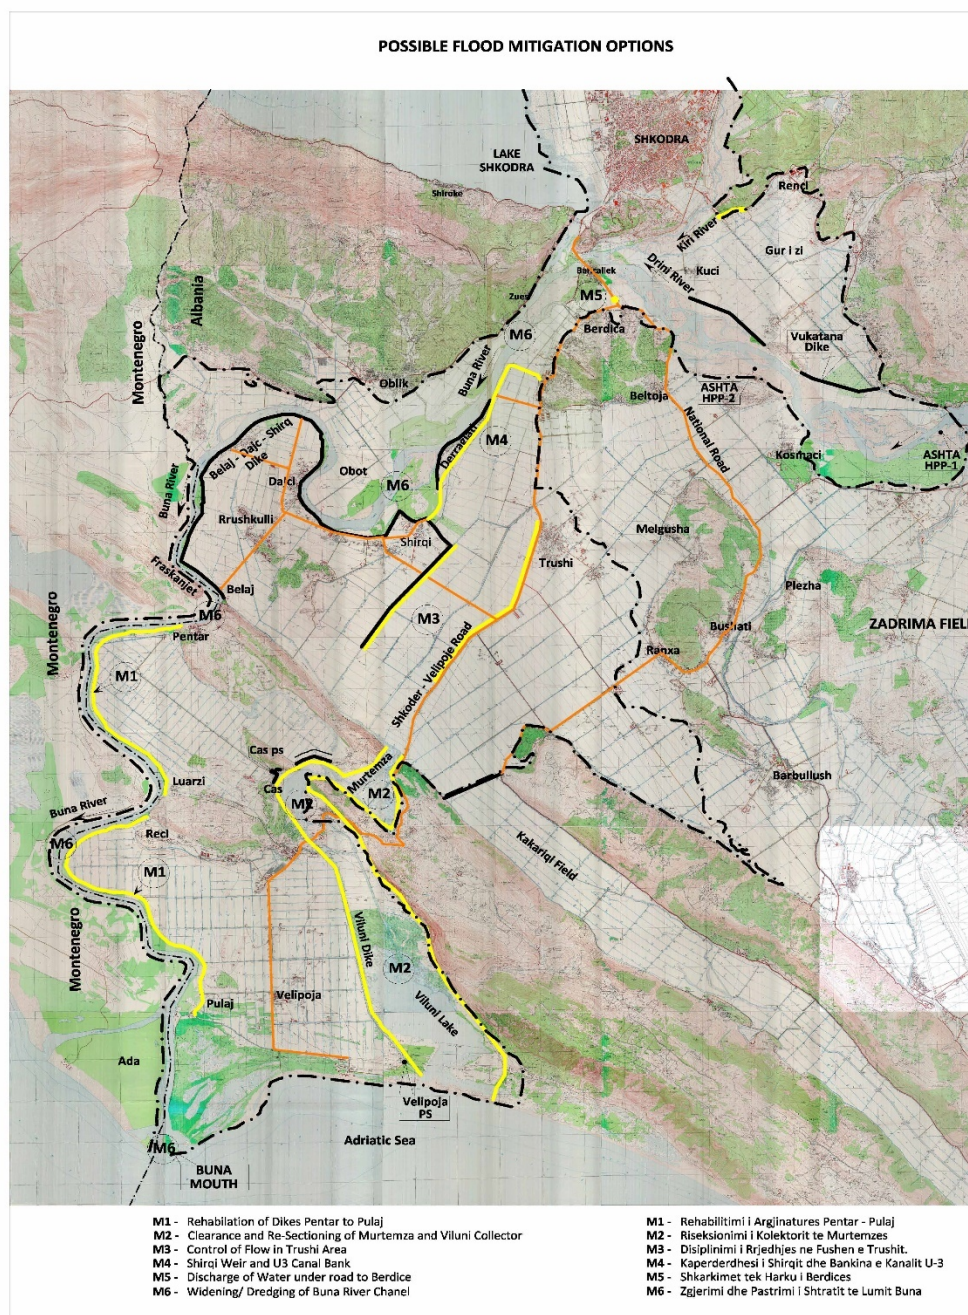 POSSIBLE FLOOD MITIGATION OPTIONS
SHKODRA
LAKE
SHKODRA
Renci
Shiroke
Kiri River
Gur i zi
Drini River
Kuci
Albania
Montenegro
Zues
M5
Berdica
Vukatana
Dike
M6
Buna River
Oblik
ASHTA
HPP-2
Beltoja
National Road
M4
Derragjati
Belaj - Dajc - Shirq
Dike
Kosmaci
ASHTA
HPP-1
Obot
Dajci
M6
Buna River
Rrushkulli
Shirqi
Melgusha
Trushi
Fraskanjet
Belaj
Plezha
M6
Pentar
M3
Bushati
ZADRIMA FIELD
Montenegro
Ranxa
M1
Shkoder - Velipoje Road
Cas ps
Murtemza
Luarzi
Cas
M2
M2
Barbullush
Buna River
Reci
M6
Kakariqi Field
M1
Montenegro
Viluni Dike
M2
Velipoja
Pulaj
Viluni Lake
Ada
Velipoja
PS
Adriatic Sea
M6
BUNA
MOUTH
M1 - Rehabilation of Dikes Pentar to Pulaj
M2 - Clearance and Re-Sectioning of Murtemza and Viluni Collector
M3 - Control of Flow in Trushi Area
M4 - Shirqi Weir and U3 Canal Bank
M5 - Discharge of Water under road to Berdice
M6 - Widening/ Dredging of Buna River Chanel
M1 - Rehabilitimi i Argjinatures Pentar - Pulaj
M2 - Riseksionimi i Kolektorit te Murtemzes
M3 - Disiplinimi i Rrjedhjes ne Fushen e Trushit.
M4 - Kaperderdhesi i Shirqit dhe Bankina e Kanalit U-3
M5 - Shkarkimet tek Harku i Berdices
M6 - Zgjerimi dhe Pastrimi i Shtratit te Lumit Buna